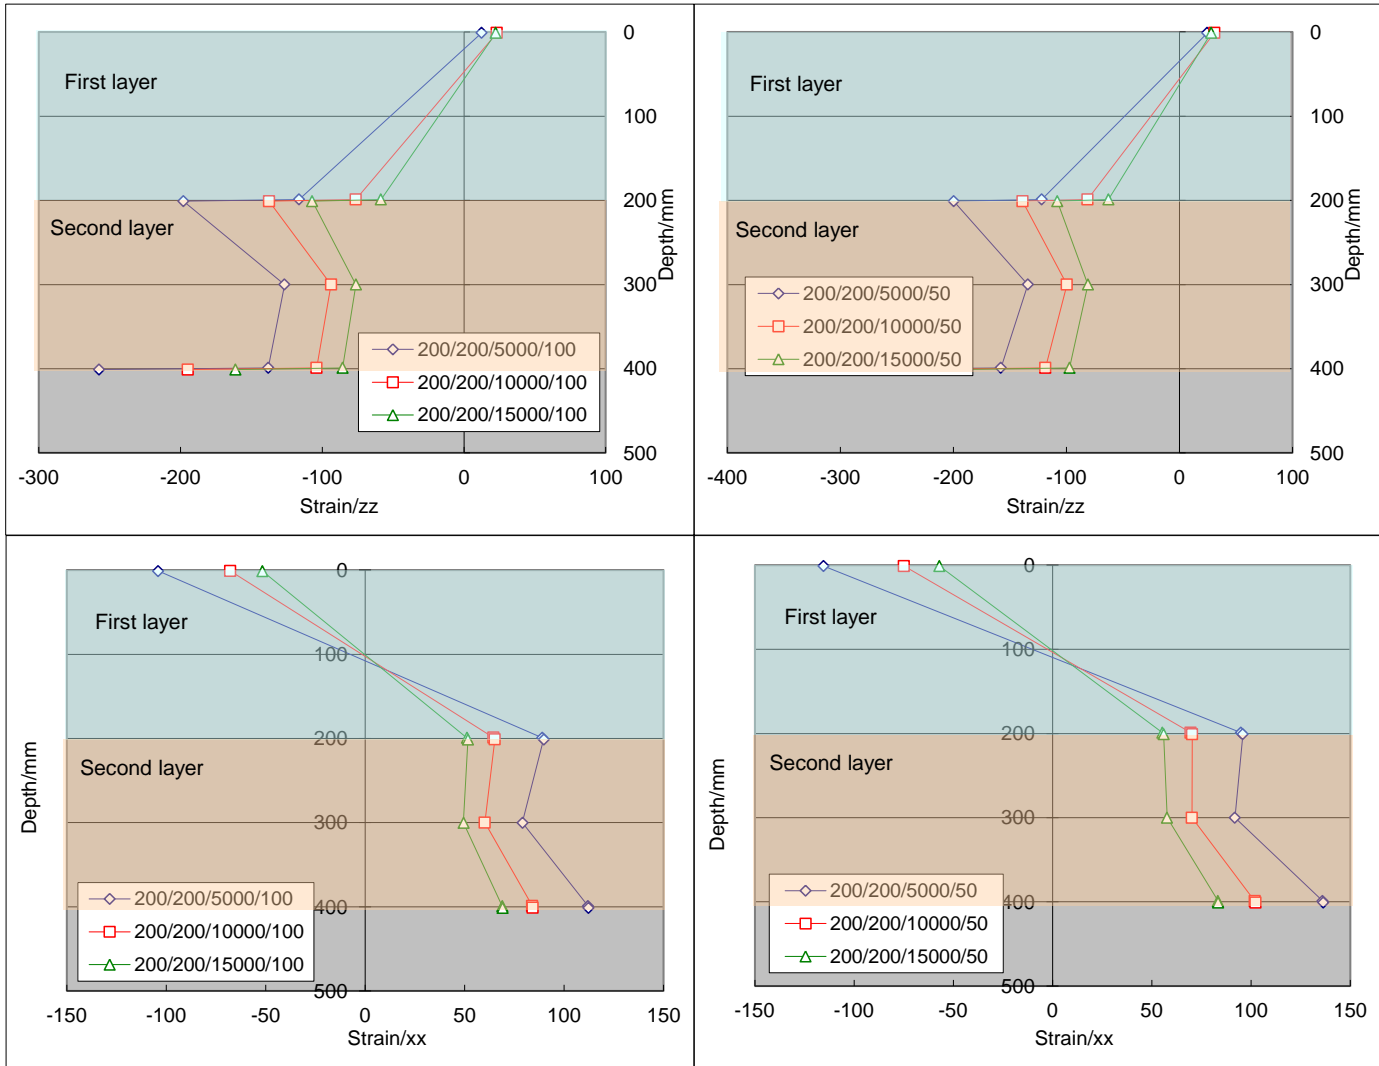 First layer
Second layer
0
100
200
300
400
500
Depth/mm
200/200/5000/100
200/200/10000/100
200/200/15000/100
-300 -200 -100 0 100
Strain/zz
First layer
Second layer
0
100
200
300
400
500
Depth/mm
200/200/5000/50
200/200/10000/50
200/200/15000/50
-400 -300 -200 -100 0 100
Strain/zz
0
100
200
300
400
500
First layer
Second layer
Depth/mm
200/200/5000/100
200/200/10000/100
200/200/15000/100
-150 -100 -50 0 50 100 150
Strain/xx
0
100
200
300
400
500
First layer
Second layer
Depth/mm
200/200/5000/50
200/200/10000/50
200/200/15000/50
-150 -100 -50 0 50 100 150
Strain/xx